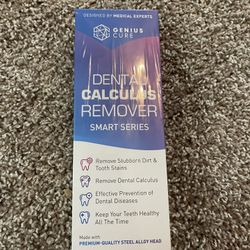 DESIGNED BY MEDICAL EXPERTS
GENIUS
CURE
DENTAL
CALCULUS
REMOVER
SMART SERIES
Remove Stubborn Dirt &
Tooth Stains
Remove Dental Calculus
Effective Prevention of
Dental Diseases
Keep Your Teeth Healthy
All The Time
Made with
PREMIUM-QUALITY STEEL ALLOY HEAD